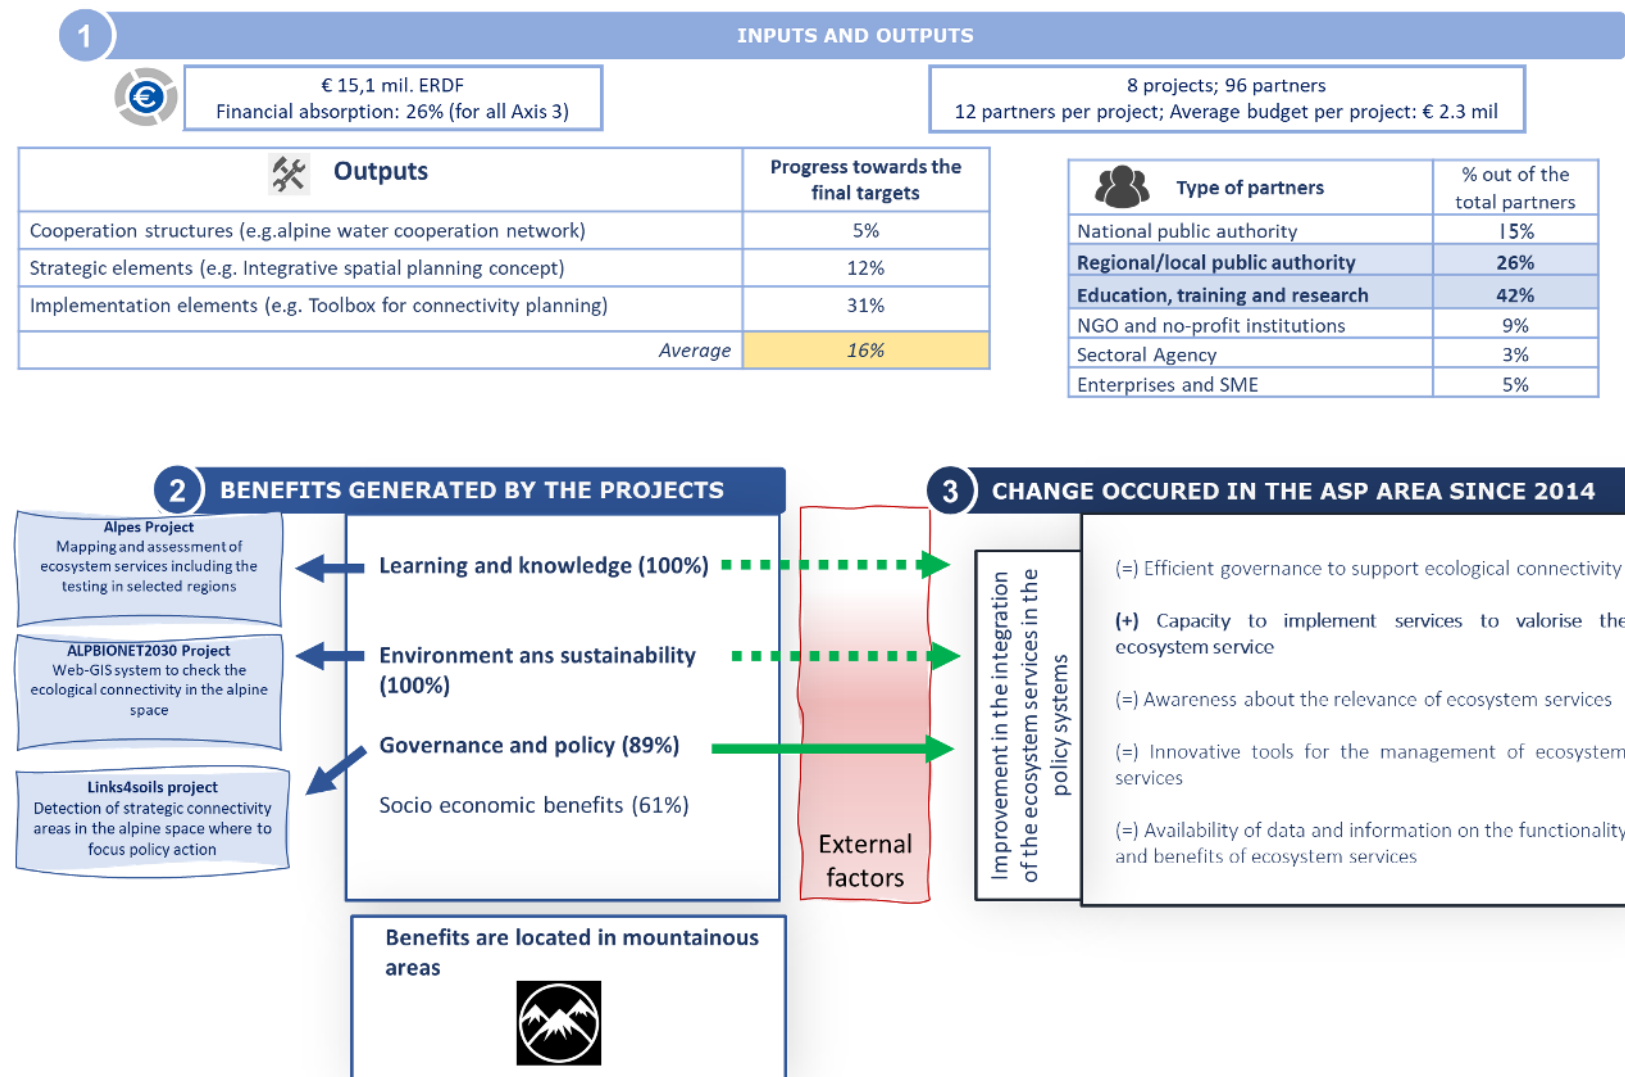 1
INPUTS AND OUTPUTS
€ 15,1 mil. ERDF
Financial absorption: 26% (for all Axis 3)
8 projects; 96 partners
12 partners per project; Average budget per project: € 2.3 mil
Outputs
Progress towards the
final targets
Cooperation structures (e.g.alpine water cooperation network)
5%
Strategic elements (e.g. Integrative spatial planning concept)
12%
Implementation elements (e.g. Toolbox for connectivity planning)
31%
Average
16%
Type of partners
% out of the
total partners
National public authority
15%
Regional/local public authority
26%
Education, training and research
42%
NGO and no-profit institutions
9%
Sectoral Agency
3%
Enterprises and SME
5%
2
BENEFITS GENERATED BY THE PROJECTS
Alpes Project
Mapping and assessment of
ecosystem services including the
testing in selected regions
ALPBIONET2030 Project
Web-GIS system to check the
ecological connectivity in the alpine
space
Links4soils project
Detection of strategic connectivity
areas in the alpine space where to
focus policy action
Learning and knowledge (100%)
Environment ans sustainability
(100%)
Governance and policy (89%)
Socio economic benefits (61%)
Benefits are located in mountainous
areas
External
factors
3
CHANGE OCCURED IN THE ASP AREA SINCE 2014
Improvement in the integration
of the ecosystem services in the
policy systems
(=) Efficient governance to support ecological connectivity
(+) Capacity to implement services to valorise the
ecosystem service
(=) Awareness about the relevance of ecosystem services
(=) Innovative tools for the management of ecosystem
services
(=) Availability of data and information on the functionality
and benefits of ecosystem services